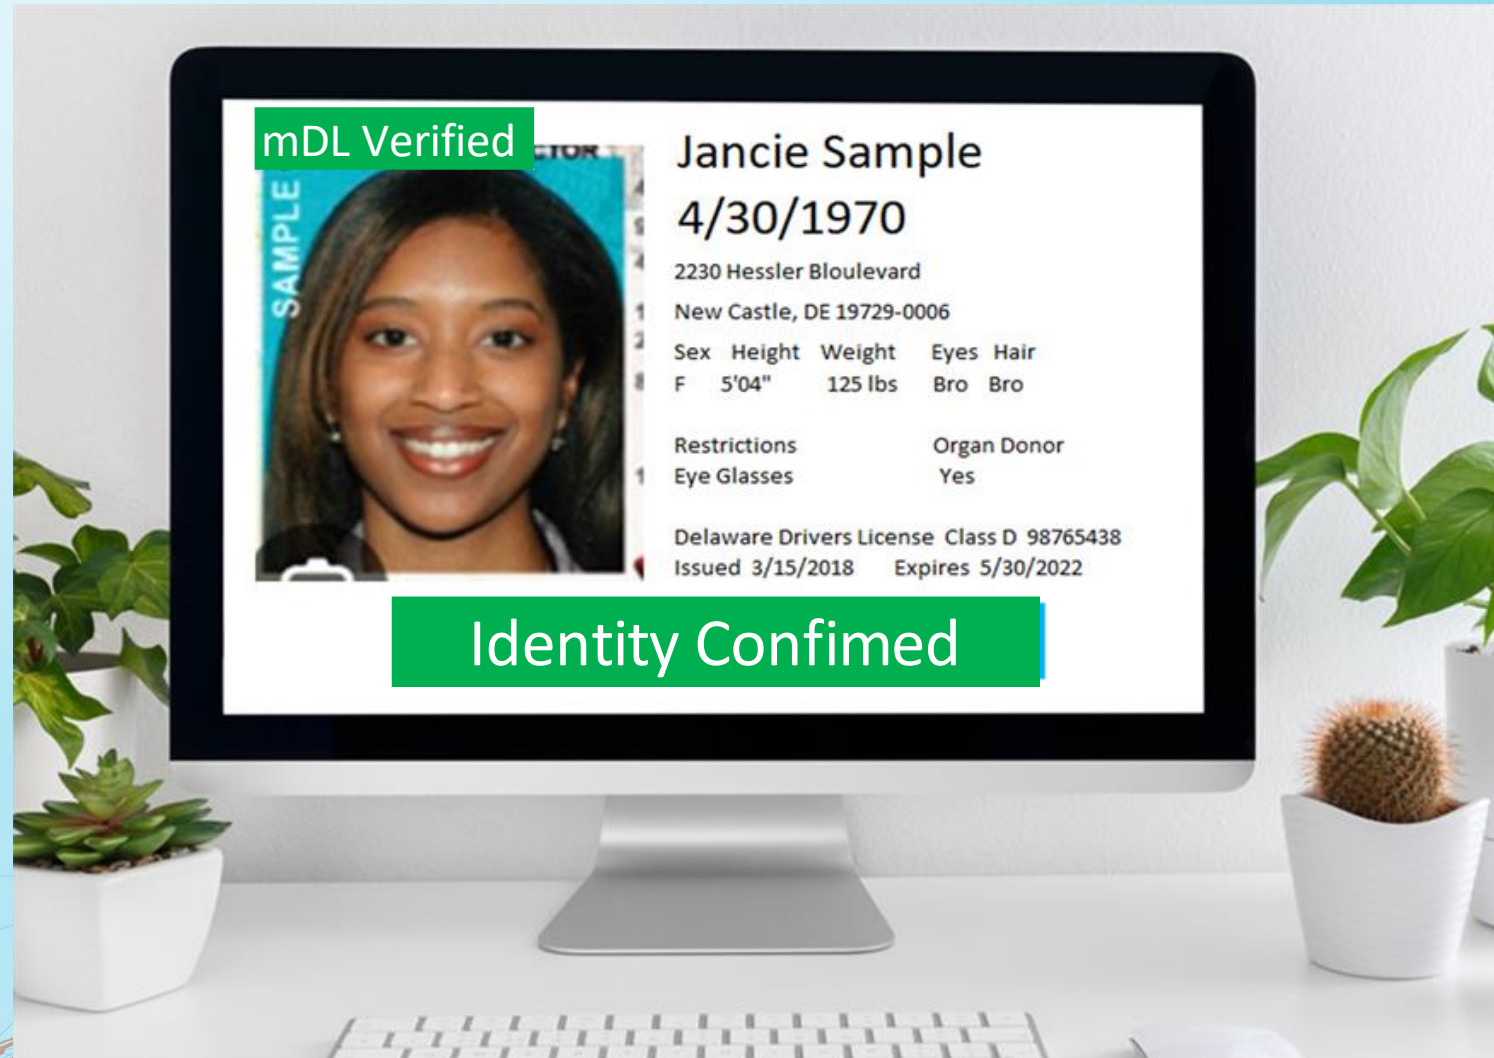 mDL Verified
CTOR
SAMPLE
Jancie Sample
4/30/1970
2230 Hessler Bloulevard
New Castle, DE 19729-0006
Sex Height Weight Eyes Hair
F 5'04" 125 lbs Bro Bro
Restrictions Organ Donor
Eye Glasses Yes
Delaware Drivers License Class D 98765438
Issued 3/15/2018 Expires 5/30/2022
Identity Confimed